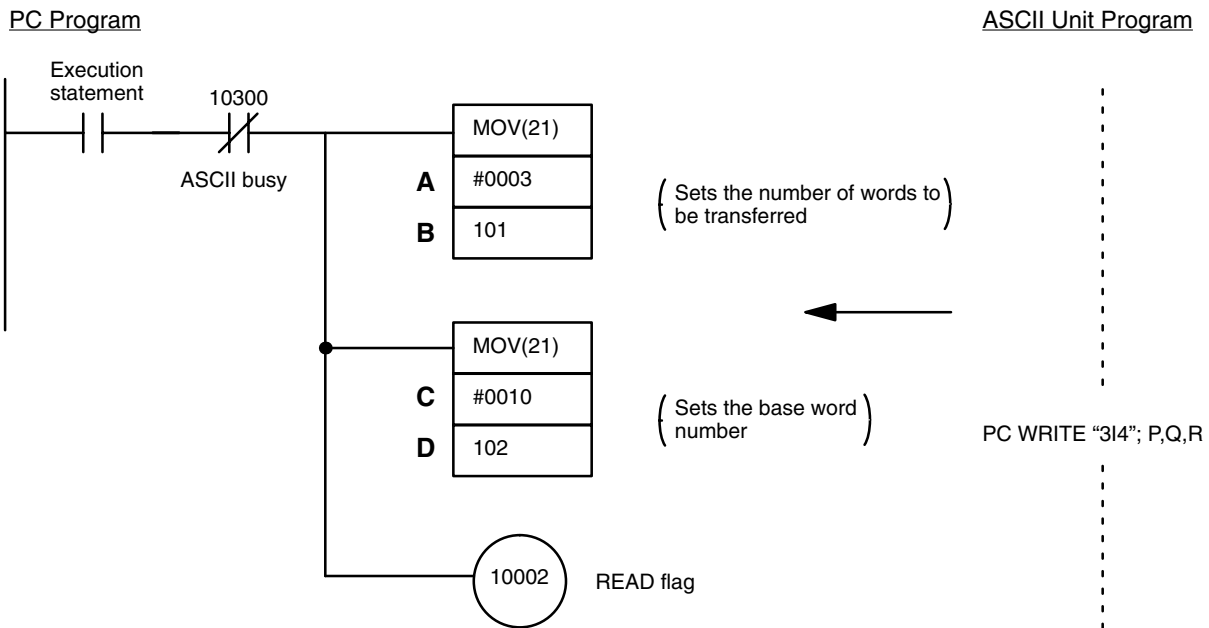 PC Program
ASCII Unit Program
Execution
statement
10300
ASCII busy
MOV(21)
A
#0003
B
101
Sets the number of words to
be transferred
MOV(21)
C
#0010
D
102
Sets the base word
number
PC WRITE “3I4”; P,Q,R
10002
READ flag